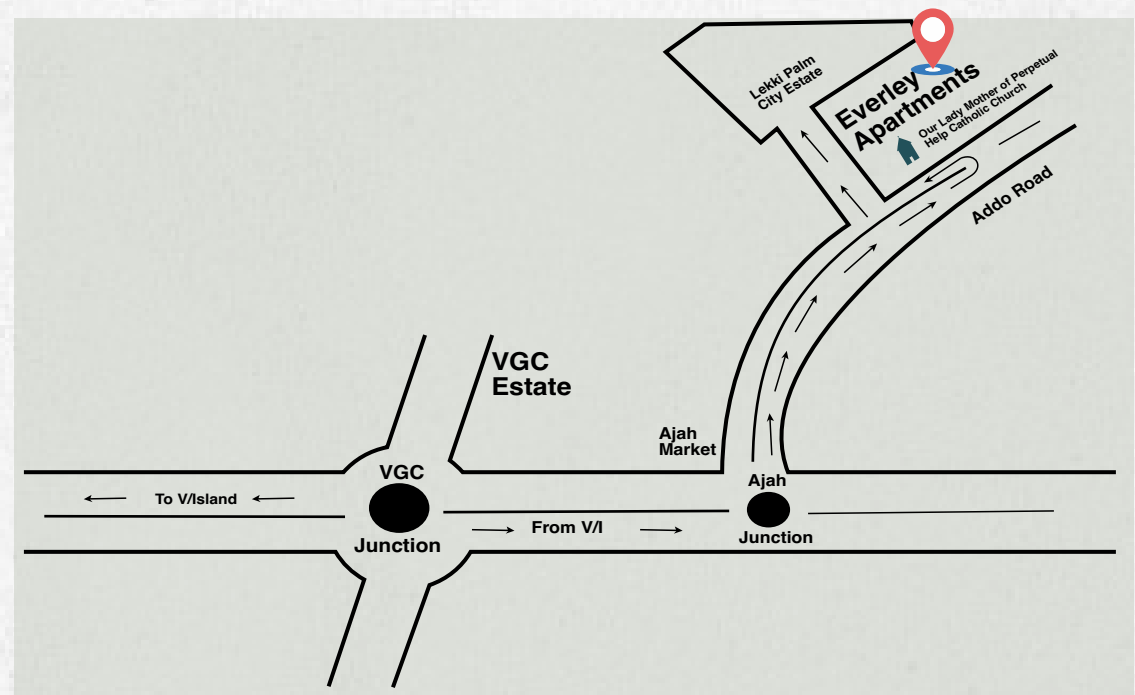 Lekki Palm
City Estate
Everley
Apartments
Our Lady Mother of Perpetual
Help Catholic Church
Addo Road
VGC
Estate
Ajah
Market
VGC
Junction
To V/Island
From V/I
Ajah
Junction